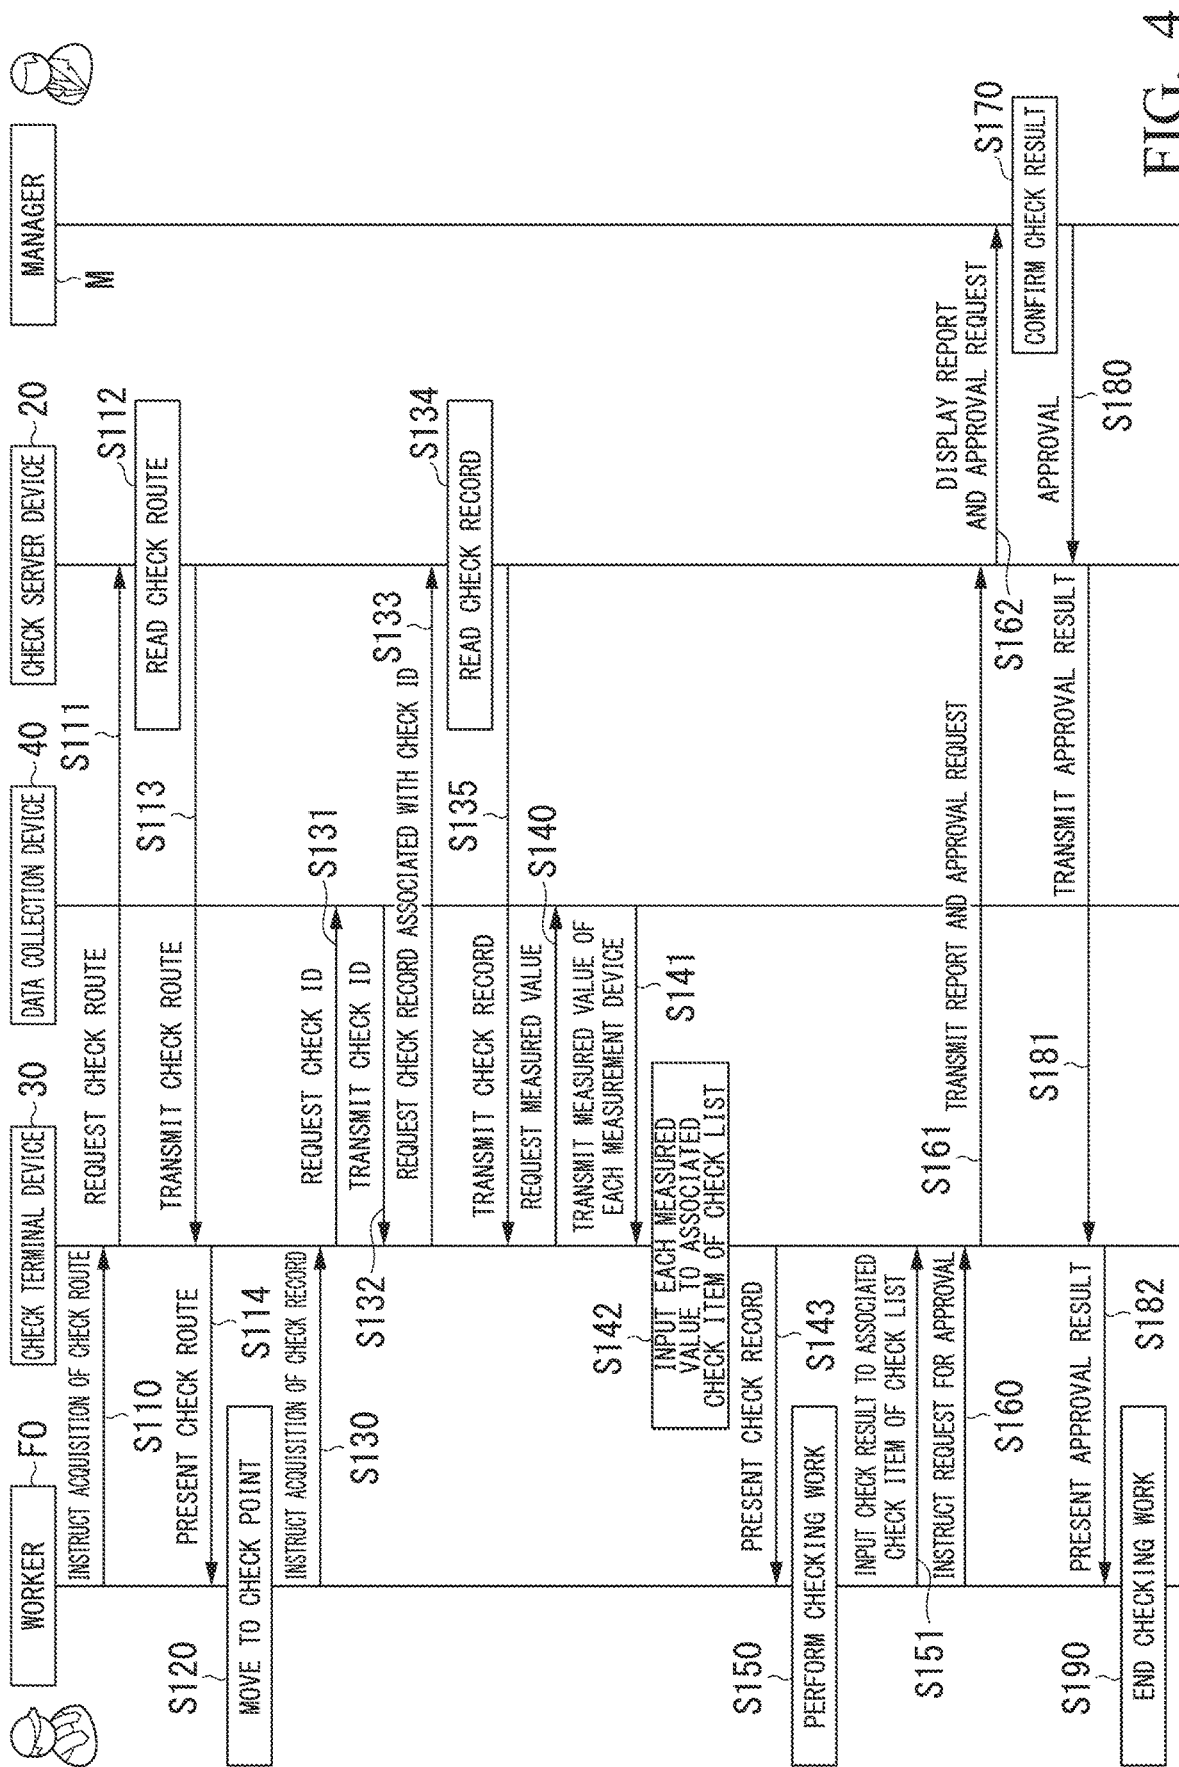 WORKER
FO
CHECK TERMINAL DEVICE
30
DATA COLLECTION DEVICE
40
CHECK SERVER DEVICE
20
MANAGER
M
INSTRUCT ACQUISITION OF CHECK ROUTE
S110
REQUEST CHECK ROUTE
S111
READ CHECK ROUTE
S112
TRANSMIT CHECK ROUTE
S113
PRESENT CHECK ROUTE
S114
S120
MOVE TO CHECK POINT
INSTRUCT ACQUISITION OF CHECK RECORD
S130
REQUEST CHECK ID
S131
TRANSMIT CHECK ID
S132
REQUEST CHECK RECORD ASSOCIATED WITH CHECK ID
S133
READ CHECK RECORD
S134
TRANSMIT CHECK RECORD
S135
REQUEST MEASURED VALUE
S140
TRANSMIT MEASURED VALUE OF
EACH MEASUREMENT DEVICE
S141
S142
INPUT EACH MEASURED
VALUE TO ASSOCIATED
CHECK ITEM OF CHECK LIST
PRESENT CHECK RECORD
S143
S150
PERFORM CHECKING WORK
INPUT CHECK RESULT TO ASSOCIATED
CHECK ITEM OF CHECK LIST
S151
INSTRUCT REQUEST FOR APPROVAL
S160
S161
TRANSMIT REPORT AND APPROVAL REQUEST
S162
DISPLAY REPORT
AND APPROVAL REQUEST
S170
CONFIRM CHECK RESULT
APPROVAL
S180
S181
TRANSMIT APPROVAL RESULT
PRESENT APPROVAL RESULT
S182
S190
END CHECKING WORK
FIG. 4